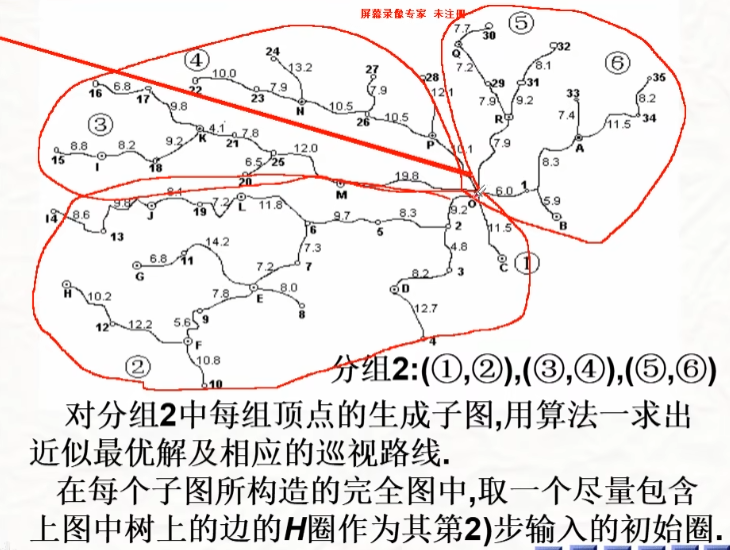 屏幕录像专家 未注册
⑤
7.7 30
Q 32
④ 24
7.2 8.1 ⑥
13.2 27
22 10.0 28 29 31 35
16 6.8 17 23 7.9 N 7.9 12.1 7.9 9.2 33 8.2
9.8 10.5 26 R 7.4 34
③ K 4.1 10.5 P A 11.5
8.8 8.2 9.2 21 7.8 10.1 7.9
15 I 18 25 12.0 8.3
6.5
20 M 19.8 O 6.0 1
14 8.6 J 8.1 7.2 L 9.2 5.9
13 19 11.8 6 9.7 5 8.3 2 11.5 B
14.2 7.3 4.8
6.8 11 C ①
G 7.2 7 8.2 3
H E 8.0 D
10.2 7.8 8
9 12.7
12 12.2 5.6
F 4
② 10.8
10
分组2:(①,②),(③,④),(⑤,⑥)
对分组2中每组顶点的生成子图,用算法一求出
近似最优解及相应的巡视路线.
在每个子图所构造的完全图中,取一个尽量包含
上图中树上的边的H圈作为其第2)步输入的初始圈.